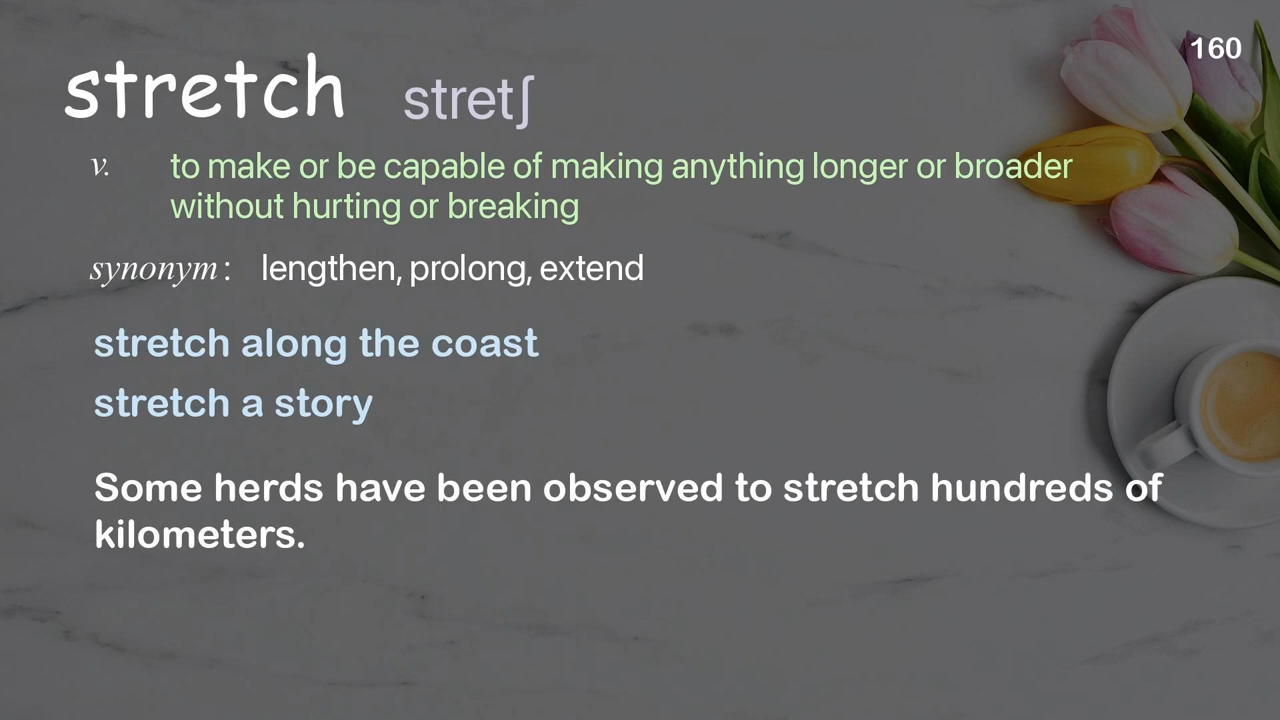 160
stretch stretʃ
v. to make or be capable of making anything longer or broader
without hurting or breaking
synonym: lengthen, prolong, extend
stretch along the coast
stretch a story
Some herds have been observed to stretch hundreds of
kilometers.